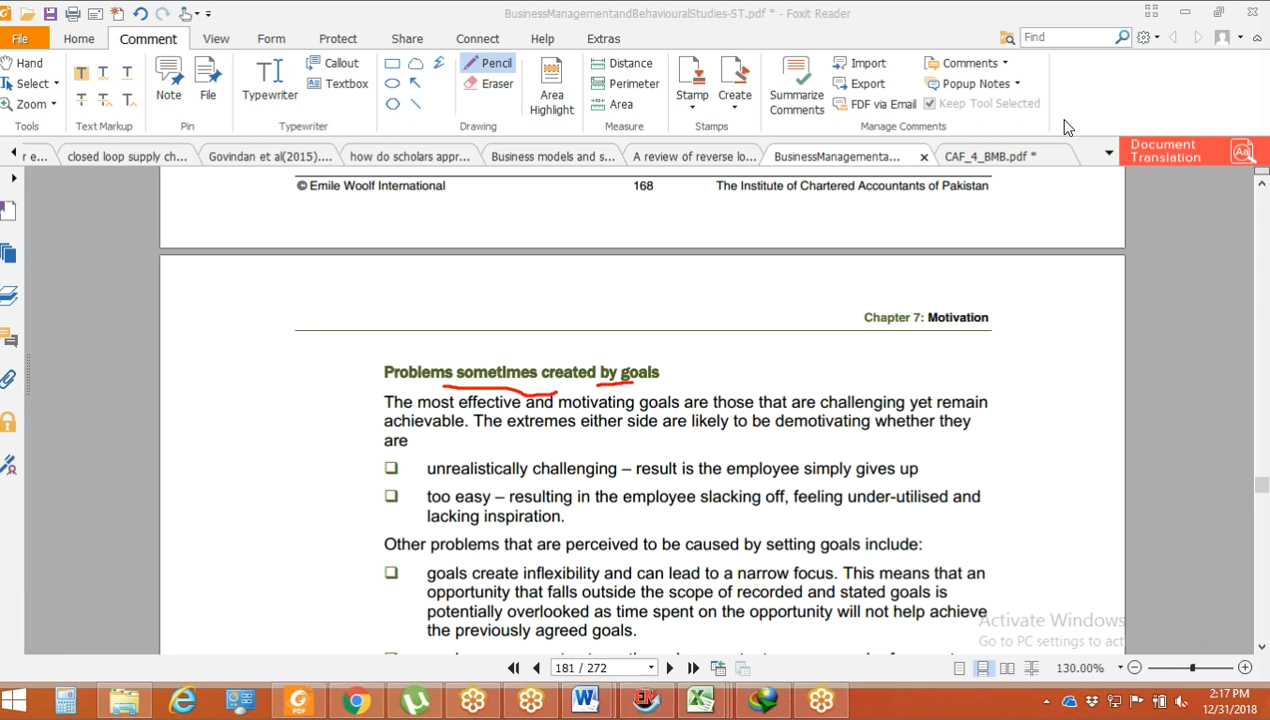 BusinessManagementandBehaviouralStudies-ST.pdf * - Foxit Reader
File Home Comment View Form Protect Share Connect Help Extras Find
Hand
Select
Zoom
Tools
Text Markup
Note File
Pin
Typewriter
Callout
Textbox
Typewriter
Pencil
Eraser
Area
Highlight
Drawing
Distance
Perimeter
Area
Measure
Stamp Create
Stamps
Summarize
Comments
Import
Export
FDF via Email
Comments
Popup Notes
Keep Tool Selected
Manage Comments
r e... closed loop supply ch... Govindan et al(2015).... how do scholars appr... Business models and s... A review of reverse lo... BusinessManagementa... CAF_4_BMB.pdf *
Document
Translation
© Emile Woolf International 168 The Institute of Chartered Accountants of Pakistan
Chapter 7: Motivation
Problems sometimes created by goals
The most effective and motivating goals are those that are challenging yet remain
achievable. The extremes either side are likely to be demotivating whether they
are
unrealistically challenging – result is the employee simply gives up
too easy – resulting in the employee slacking off, feeling under-utilised and
lacking inspiration.
Other problems that are perceived to be caused by setting goals include:
goals create inflexibility and can lead to a narrow focus. This means that an
opportunity that falls outside the scope of recorded and stated goals is
potentially overlooked as time spent on the opportunity will not help achieve
the previously agreed goals.
Activate Windows
Go to PC settings to act
181 / 272
130.00%
2:17 PM
12/31/2018